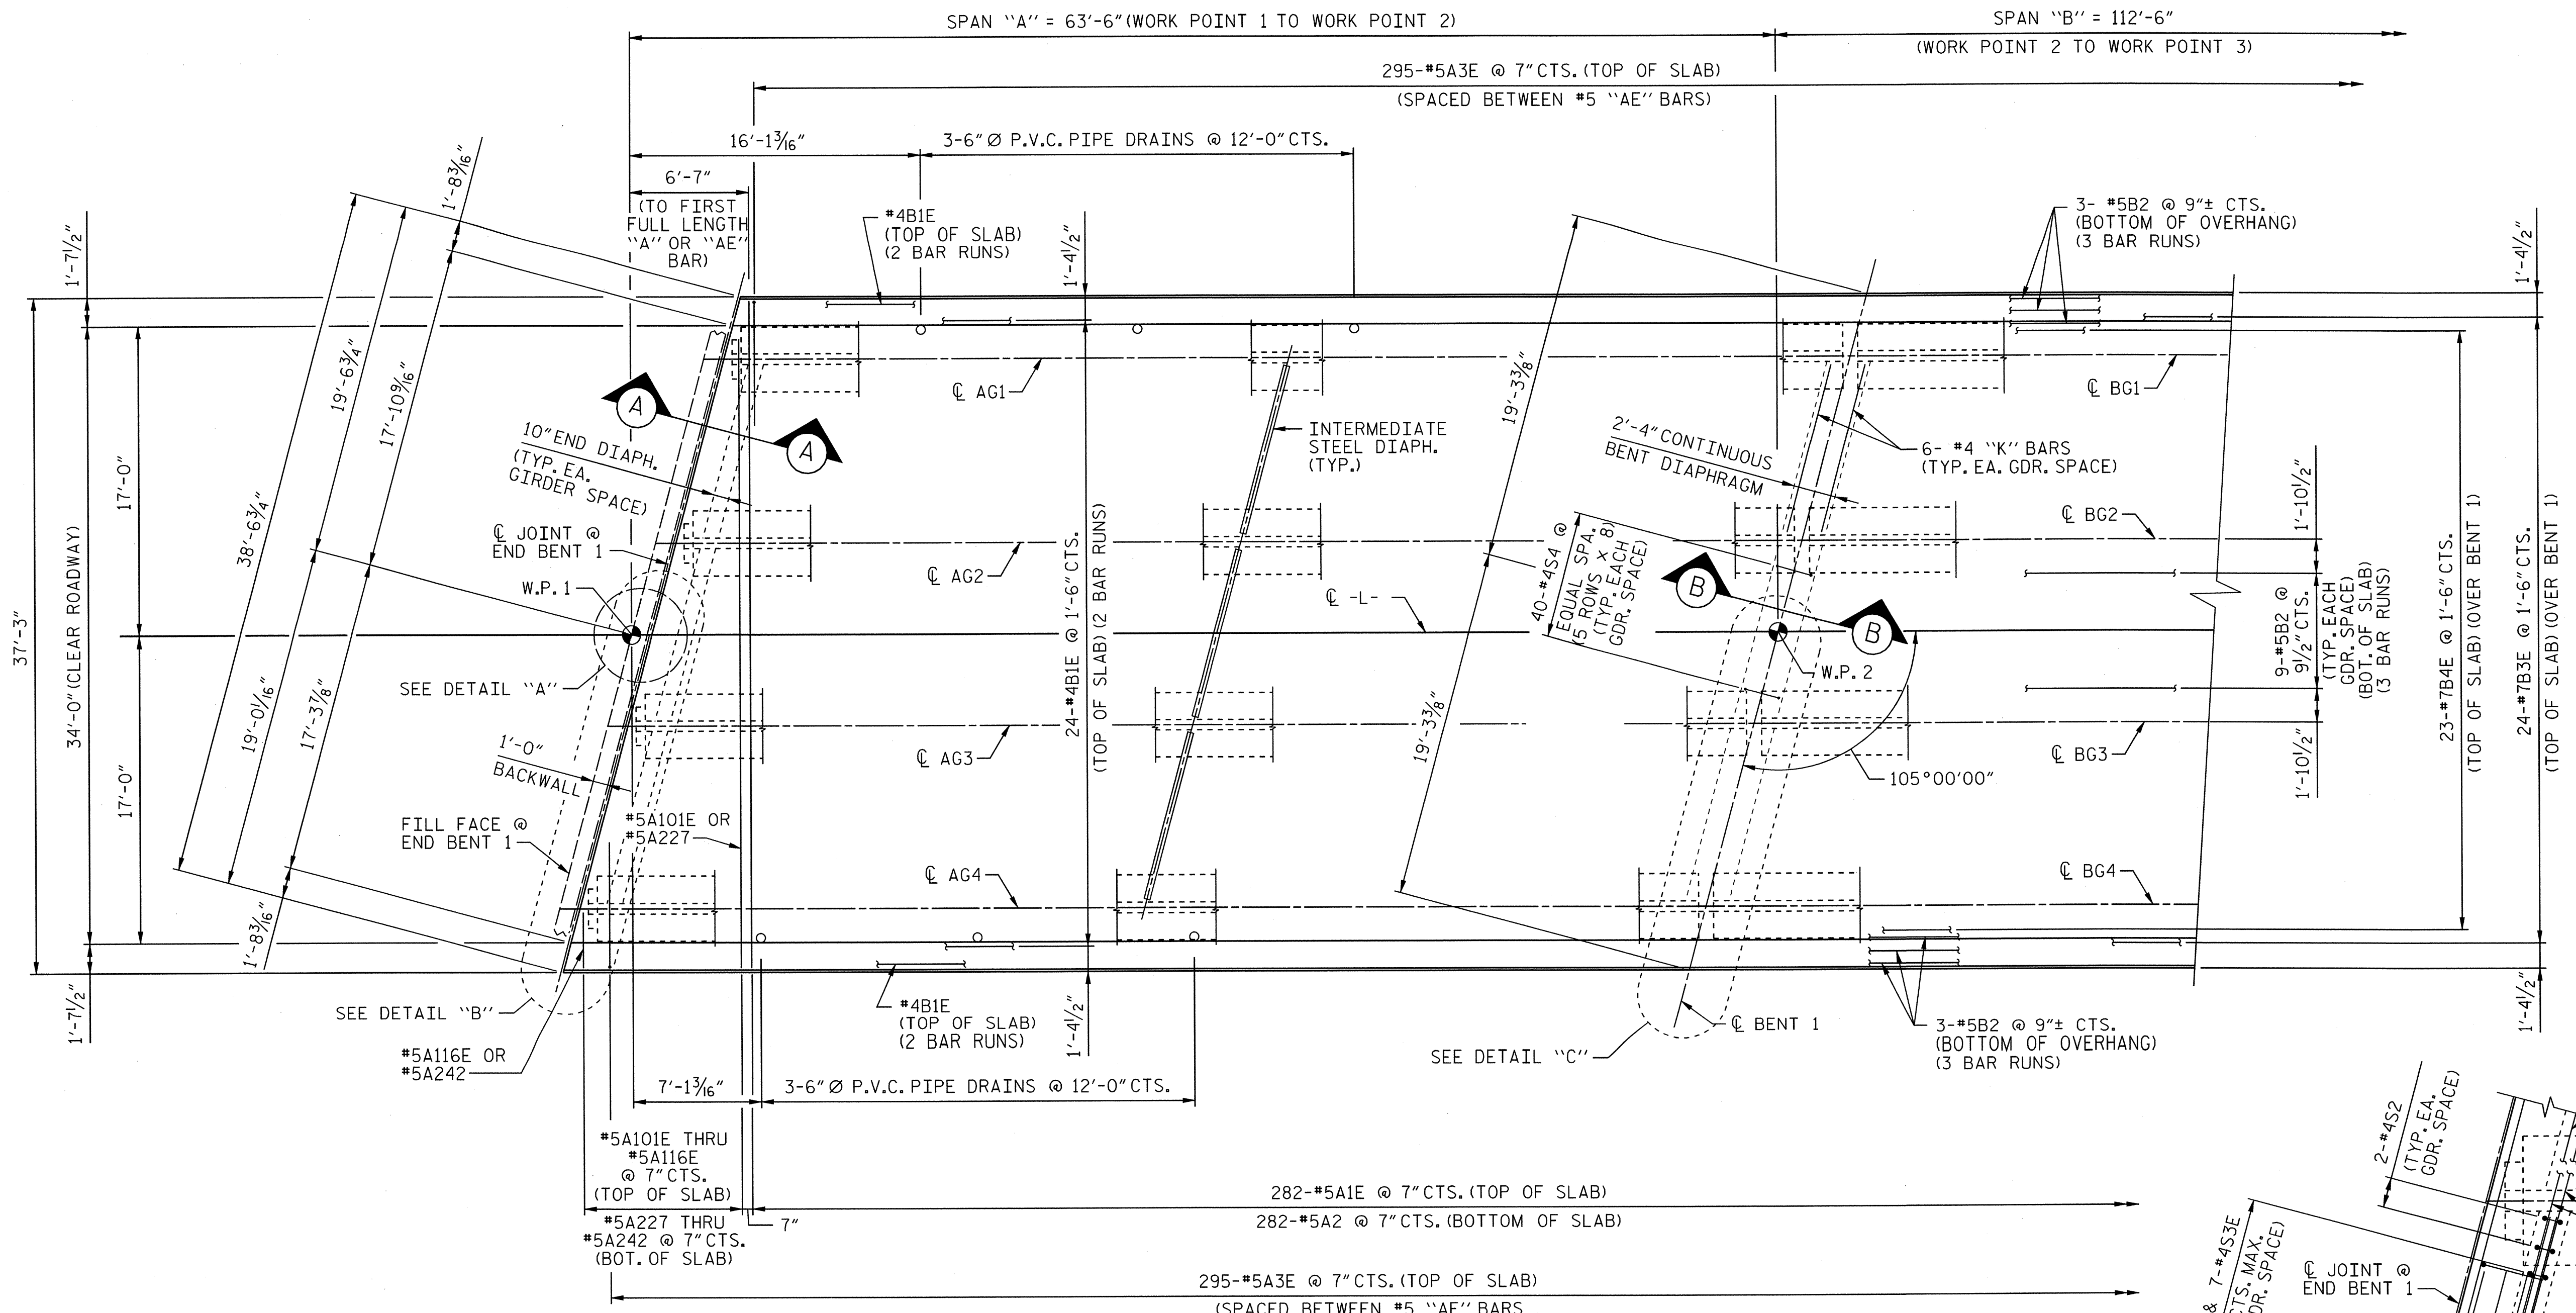 SPAN ``A´´ = 63´-6˝ (WORK POINT 1 TO WORK POINT 2)
SPAN ``B´´ = 112´-6˝
(WORK POINT 2 TO WORK POINT 3)
295-#5A3E @ 7˝ CTS. (TOP OF SLAB)
(SPACED BETWEEN #5 ``AE´´ BARS)
16´-1 3/16˝
3-6˝ Ø P.V.C. PIPE DRAINS @ 12´-0˝ CTS.
6´-7˝
(TO FIRST
FULL LENGTH
``A´´ OR ``AE´´
BAR)
#4B1E
(TOP OF SLAB)
(2 BAR RUNS)
1´-4 1/2˝
3- #5B2 @ 9˝± CTS.
(BOTTOM OF OVERHANG)
(3 BAR RUNS)
1´-4 1/2˝
1´-8 3/16˝
1´-7 1/2˝
37´-3˝
34´-0˝ (CLEAR ROADWAY)
17´-0˝
17´-0˝
38´-6 3/4˝
19´-6 3/4˝
17´-10 9/16˝
19´-0 1/16˝
17´-3 7/8˝
1´-8 3/16˝
1´-7 1/2˝
A
A
10˝ END DIAPH.
(TYP. EA.
GIRDER SPACE)
℄ JOINT @
END BENT 1
W.P. 1
SEE DETAIL ``A´´
1´-0˝
BACKWALL
FILL FACE @
END BENT 1
#5A101E OR
#5A227
SEE DETAIL ``B´´
#5A116E OR
#5A242
℄ AG1
℄ AG2
℄ AG3
℄ AG4
INTERMEDIATE
STEEL DIAPH.
(TYP.)
24-#4B1E @ 1´-6˝ CTS.
(TOP OF SLAB) (2 BAR RUNS)
℄ -L-
19´-3 3/8˝
19´-3 3/8˝
40-#4S4 @
EQUAL SPA.
(5 ROWS x 8)
(TYP. EACH
GDR. SPACE)
2´-4˝ CONTINUOUS
BENT DIAPHRAGM
6- #4 ``K´´ BARS
(TYP. EA. GDR. SPACE)
B
B
W.P. 2
105°00´00˝
℄ BG1
℄ BG2
℄ BG3
℄ BG4
1´-10 1/2˝
9-#5B2 @
9 1/2˝ CTS.
(TYP. EACH
GDR. SPACE)
(BOT. OF SLAB)
(3 BAR RUNS)
1´-10 1/2˝
23-#7B4E @ 1´-6˝ CTS.
(TOP OF SLAB) (OVER BENT 1)
24-#7B3E @ 1´-6˝ CTS.
(TOP OF SLAB) (OVER BENT 1)
1´-4 1/2˝
#4B1E
(TOP OF SLAB)
(2 BAR RUNS)
1´-4 1/2˝
℄ BENT 1
SEE DETAIL ``C´´
3-#5B2 @ 9˝± CTS.
(BOTTOM OF OVERHANG)
(3 BAR RUNS)
7´-1 3/16˝
3-6˝ Ø P.V.C. PIPE DRAINS @ 12´-0˝ CTS.
#5A101E THRU
#5A116E
@ 7˝ CTS.
(TOP OF SLAB)
#5A227 THRU
#5A242 @ 7˝ CTS.
(BOT. OF SLAB)
7˝
282-#5A1E @ 7˝ CTS. (TOP OF SLAB)
282-#5A2 @ 7˝ CTS. (BOTTOM OF SLAB)
295-#5A3E @ 7˝ CTS. (TOP OF SLAB)
(SPACED BETWEEN #5 ``AE´´ BARS
2-#4S2
(TYP. EA.
GDR. SPACE)
7-#4S3E
CTS. MAX.
SPACE)
℄ JOINT @
END BENT 1